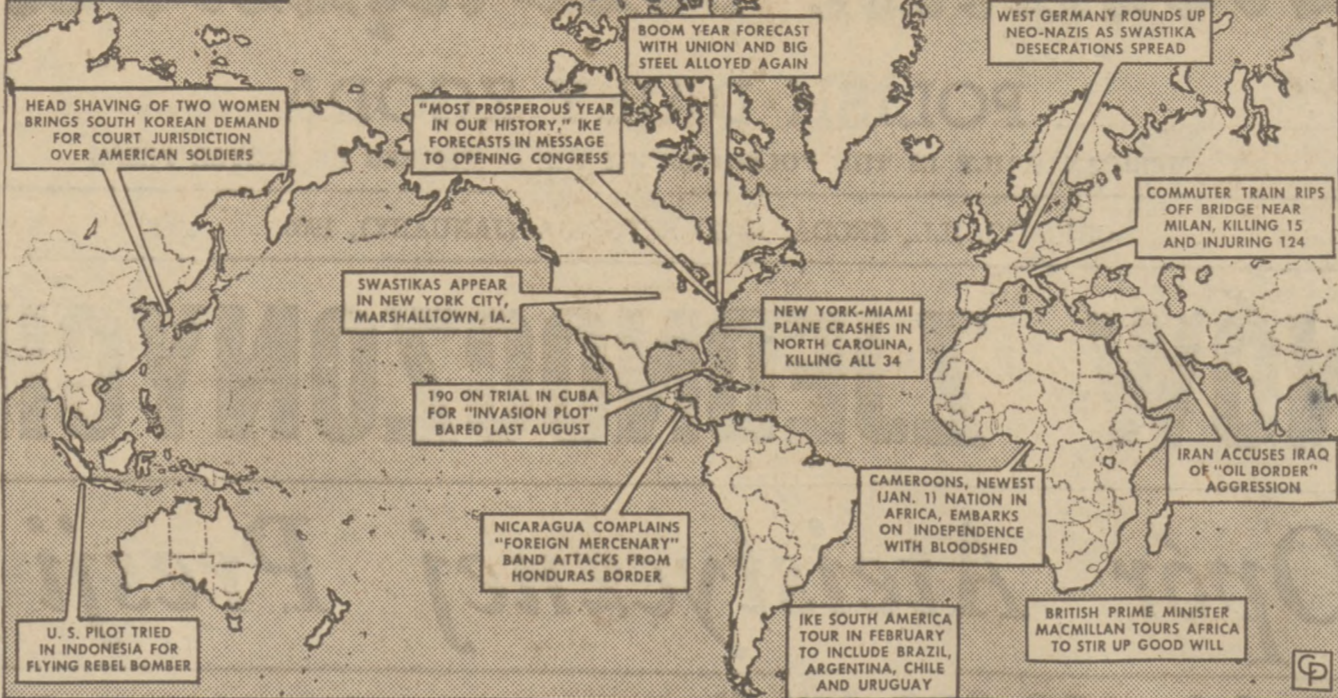 BOOM YEAR FORECAST
WITH UNION AND BIG
STEEL ALLOYED AGAIN
WEST GERMANY ROUNDS UP
NEO-NAZIS AS SWASTIKA
DESECRATIONS SPREAD
HEAD SHAVING OF TWO WOMEN
BRINGS SOUTH KOREAN DEMAND
FOR COURT JURISDICTION
OVER AMERICAN SOLDIERS
"MOST PROSPEROUS YEAR
IN OUR HISTORY," IKE
FORECASTS IN MESSAGE
TO OPENING CONGRESS
COMMUTER TRAIN RIPS
OFF BRIDGE NEAR
MILAN, KILLING 15
AND INJURING 124
SWASTIKAS APPEAR
IN NEW YORK CITY,
MARSHALLTOWN, IA.
NEW YORK-MIAMI
PLANE CRASHES IN
NORTH CAROLINA,
KILLING ALL 34
190 ON TRIAL IN CUBA
FOR "INVASION PLOT"
BARED LAST AUGUST
IRAN ACCUSES IRAQ
OF "OIL BORDER"
AGGRESSION
CAMEROONS, NEWEST
(JAN. 1) NATION IN
AFRICA, EMBARKS
ON INDEPENDENCE
WITH BLOODSHED
NICARAGUA COMPLAINS
"FOREIGN MERCENARY"
BAND ATTACKS FROM
HONDURAS BORDER
U. S. PILOT TRIED
IN INDONESIA FOR
FLYING REBEL BOMBER
IKE SOUTH AMERICA
TOUR IN FEBRUARY
TO INCLUDE BRAZIL,
ARGENTINA, CHILE
AND URUGUAY
BRITISH PRIME MINISTER
MACMILLAN TOURS AFRICA
TO STIR UP GOOD WILL
CP